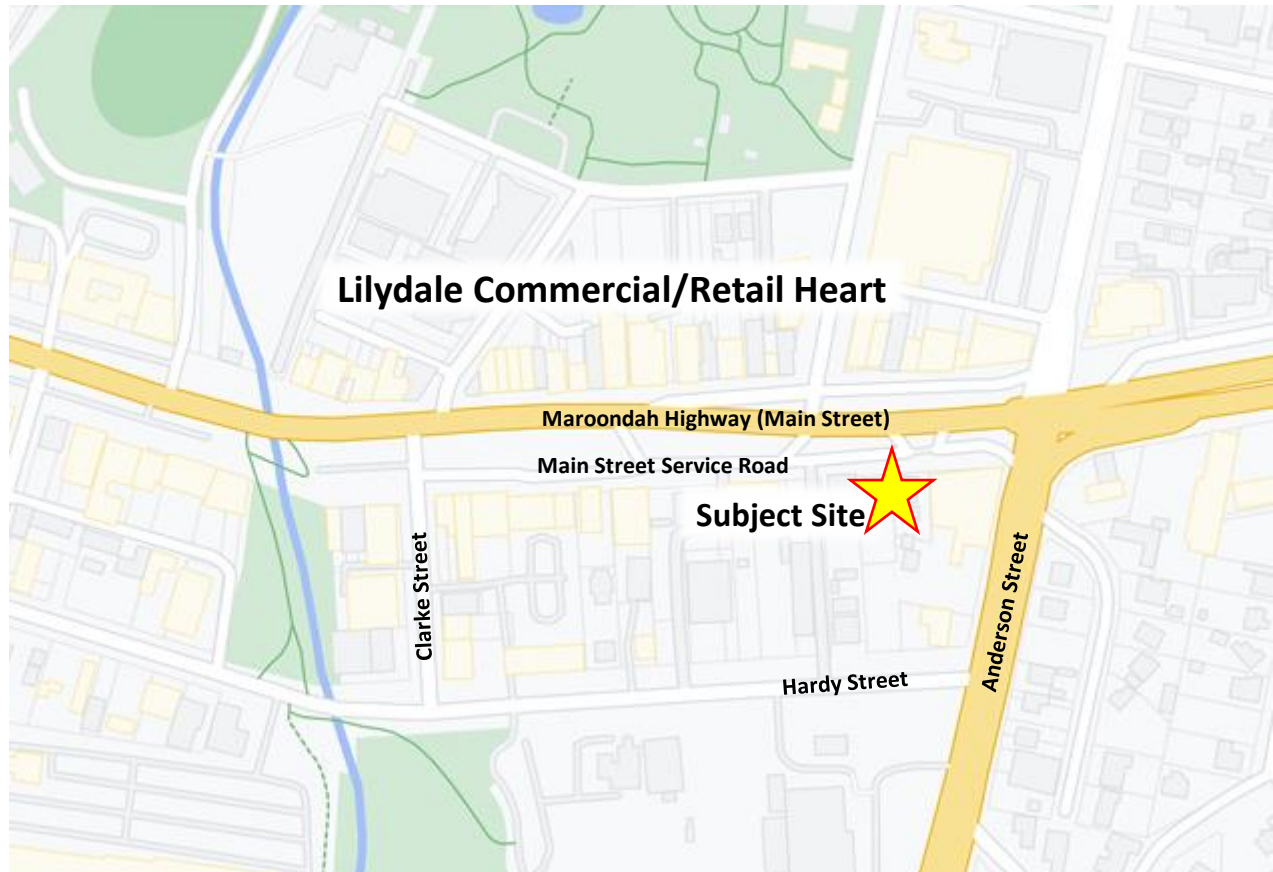 Lilydale Commercial/Retail Heart
Maroondah Highway (Main Street)
Main Street Service Road
Subject Site
Clarke Street
Anderson Street
Hardy Street